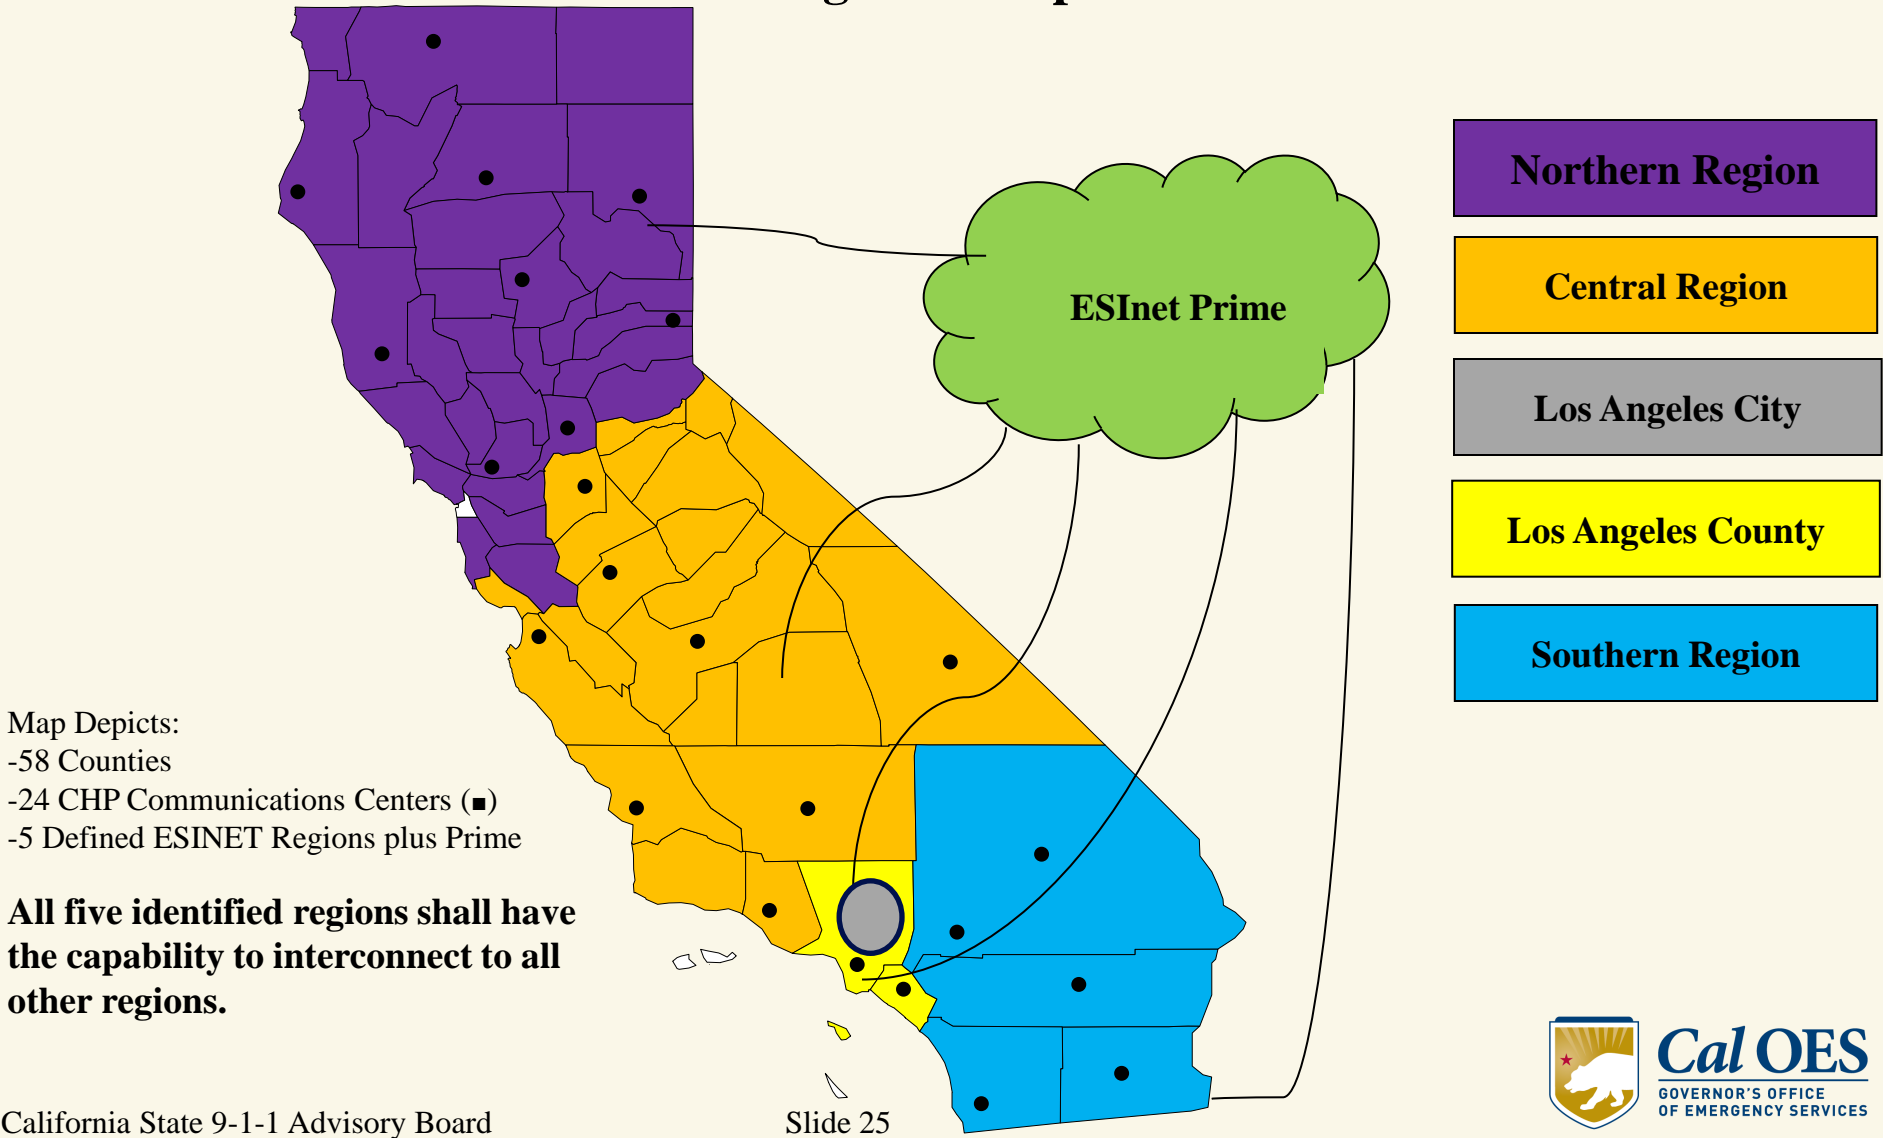 ESInet Prime
Northern Region
Central Region
Los Angeles City
Los Angeles County
Southern Region
Map Depicts:
-58 Counties
-24 CHP Communications Centers (■)
-5 Defined ESINET Regions plus Prime
All five identified regions shall have
the capability to interconnect to all
other regions.
California State 9-1-1 Advisory Board
Slide 25
Cal OES
GOVERNOR'S OFFICE
OF EMERGENCY SERVICES